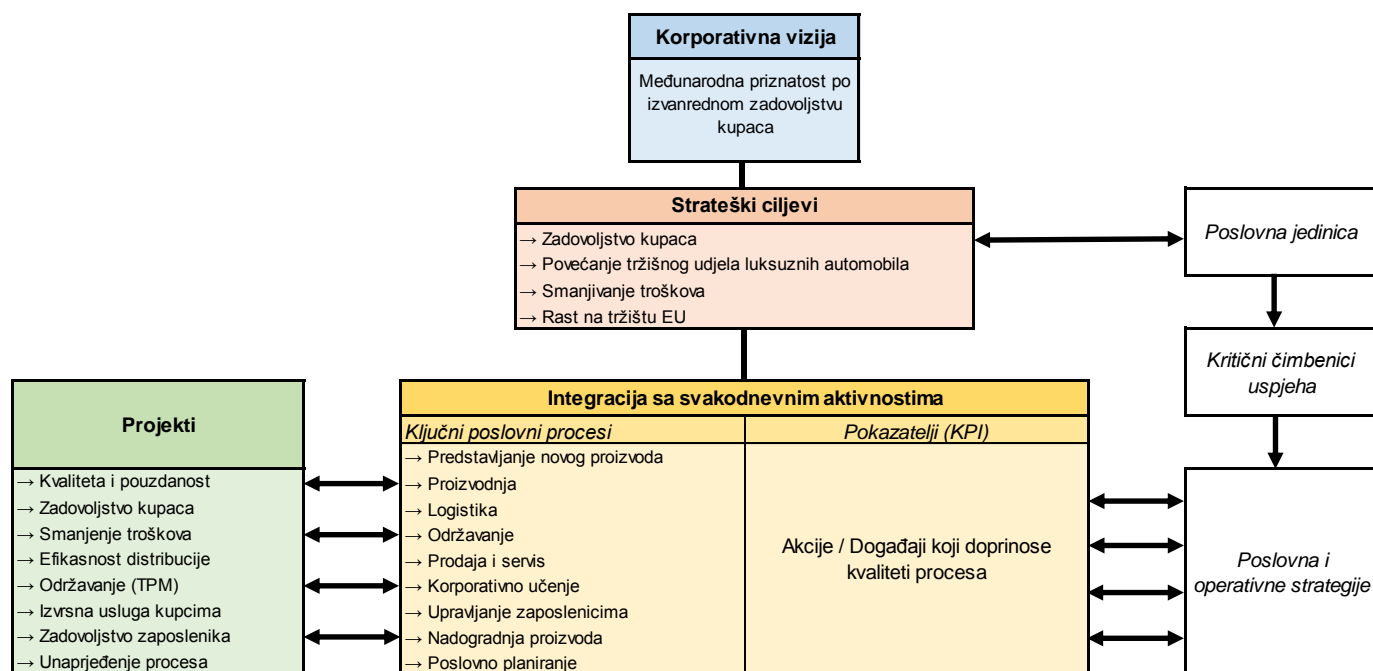 Korporativna vizija
Međunarodna priznatost po
izvanrednom zadovoljstvu
kupaca
Strateški ciljevi
→ Zadovoljstvo kupaca
→ Povećanje tržišnog udjela luksuznih automobila
→ Smanjivanje troškova
→ Rast na tržištu EU
Poslovna jedinica
Kritični čimbenici
uspjeha
Projekti
→ Kvaliteta i pouzdanost
→ Zadovoljstvo kupaca
→ Smanjenje troškova
→ Efikasnost distribucije
→ Održavanje (TPM)
→ Izvrsna usluga kupcima
→ Zadovoljstvo zaposlenika
→ Unaprjeđenje procesa
Integracija sa svakodnevnim aktivnostima
Ključni poslovni procesi
→ Predstavljanje novog proizvoda
→ Proizvodnja
→ Logistika
→ Održavanje
→ Prodaja i servis
→ Korporativno učenje
→ Upravljanje zaposlenicima
→ Nadogradnja proizvoda
→ Poslovno planiranje
Pokazatelji (KPI)
Akcije / Događaji koji doprinose
kvaliteti procesa
Poslovna i
operativne strategije